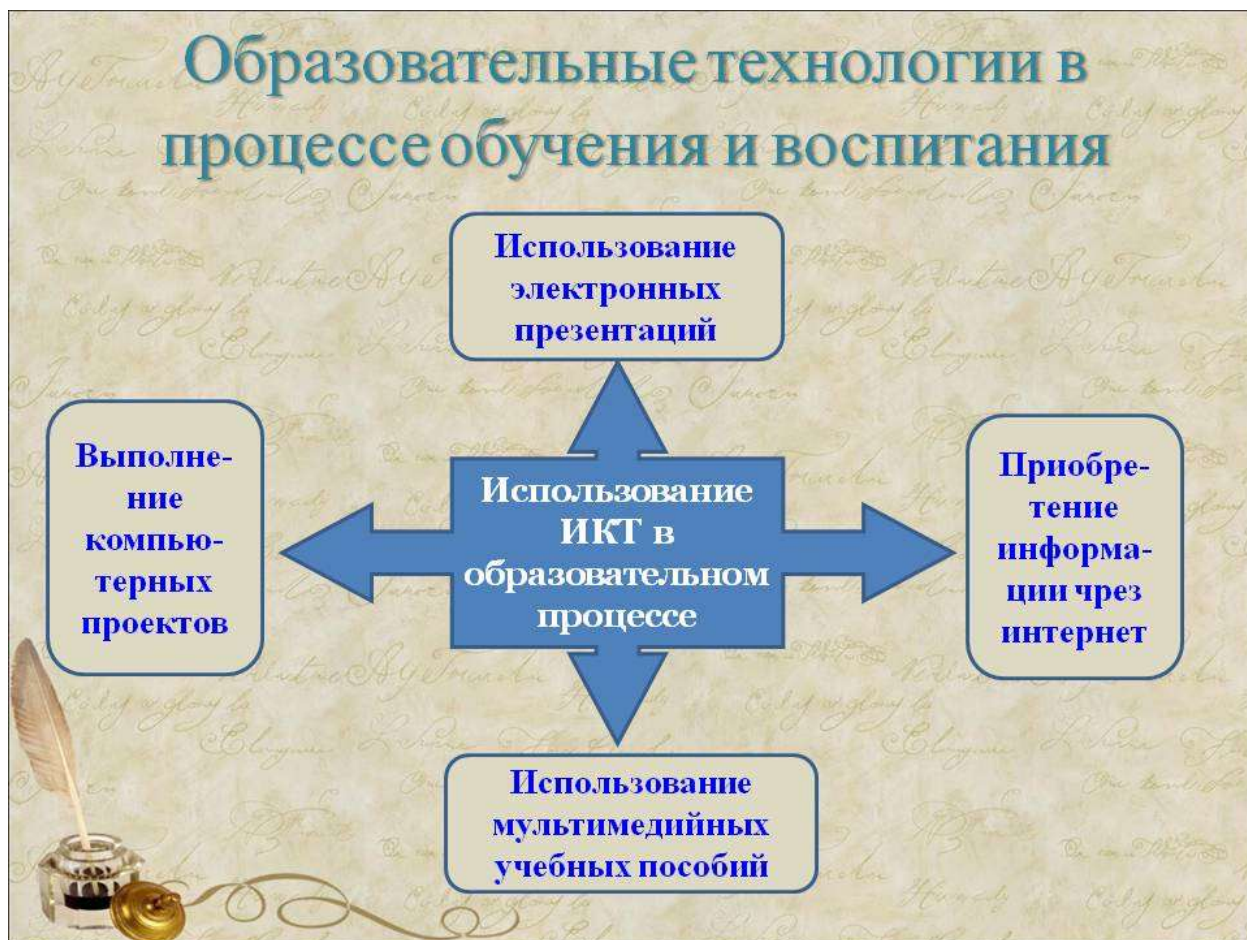 Образовательные технологии в
процессе обучения и воспитания
Использование
электронных
презентаций
Выполне-
ние
компью-
терных
проектов
Использование
ИКТ в
образовательном
процессе
Приобре-
тение
информа-
ции чрез
интернет
Использование
мультимедийных
учебных пособий